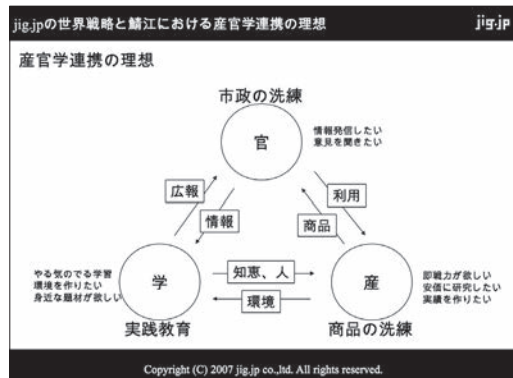 jig.jpの世界戦略と鯖江における産官学連携の理想
jig.jp
産官学連携の理想
市政の洗練
官
情報発信したい
意見を聞きたい
広報
利用
情報
商品
やる気のでる学習
環境を作りたい
身近な題材が欲しい
学
知恵、人
環境
産
即戦力が欲しい
安価に研究したい
実績を作りたい
実践教育
商品の洗練
Copyright (C) 2007 jig.jp co.,ltd. All rights reserved.